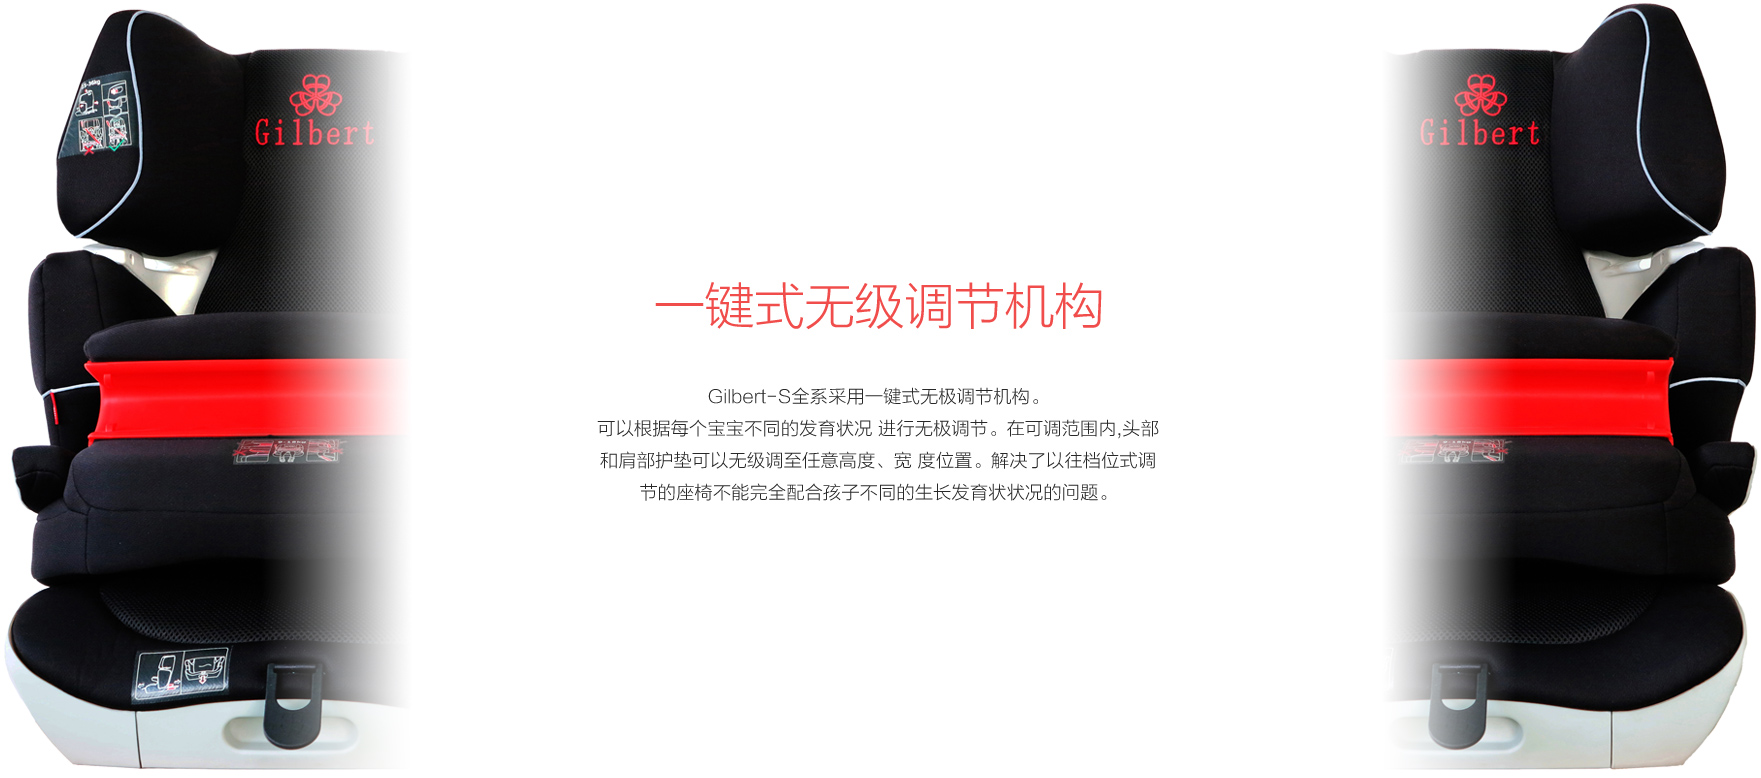 Gilbert
Gilbert
一键式无级调节机构
Gilbert-S全系采用一键式无极调节机构。
可以根据每个宝宝不同的发育状况 进行无极调节。在可调范围内,头部
和肩部护垫可以无级调至任意高度、宽 度位置。解决了以往档位式调
节的座椅不能完全配合孩子不同的生长发育状状况的问题。